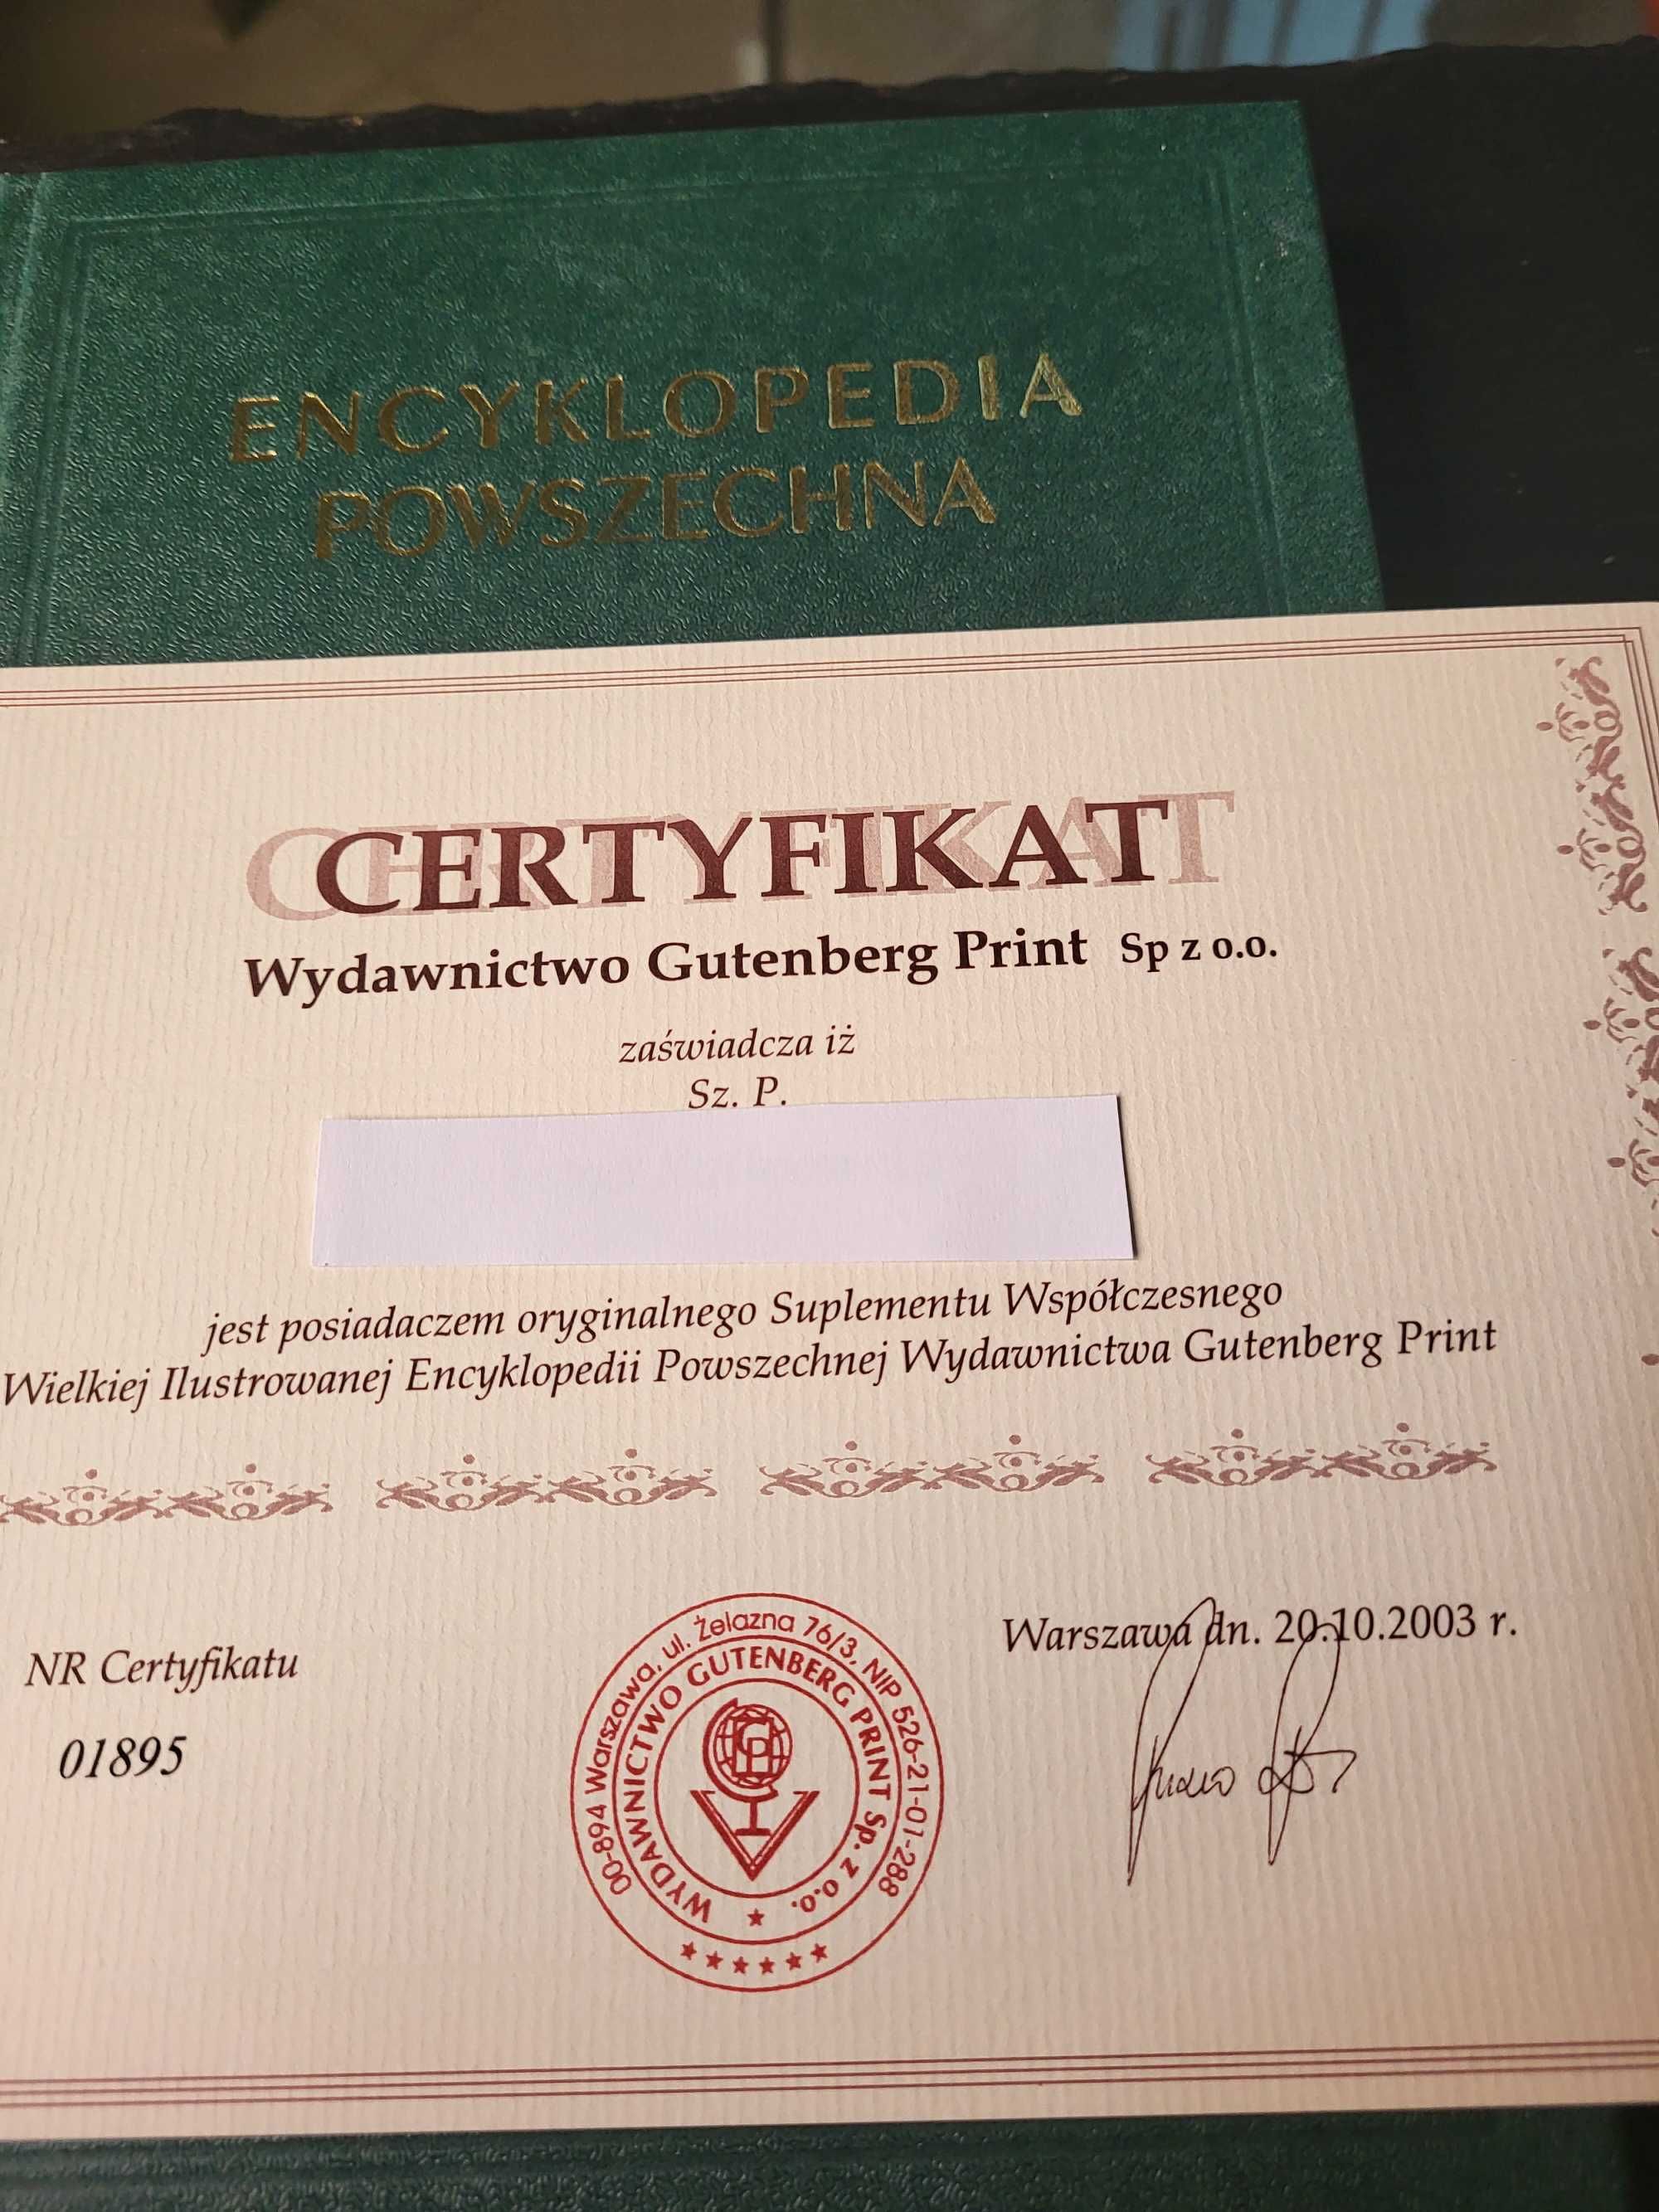 ENCYKLOPEDIA
POWSZECHNA
CERTYFIKAT
Wydawnictwo Gutenberg Print Sp z o.o.
zaświadcza iż
Sz. P.
jest posiadaczem oryginalnego Suplementu Współczesnego
Wielkiej Ilustrowanej Encyklopedii Powszechnej Wydawnictwa Gutenberg Print
NR Certyfikatu
01895
00-894 Warszawa, ul. Żelazna 76/3, NIP 526-21-01-288
WYDAWNICTWO GUTENBERG PRINT Sp. z o.o.
Warszawa dn. 20.10.2003 r.